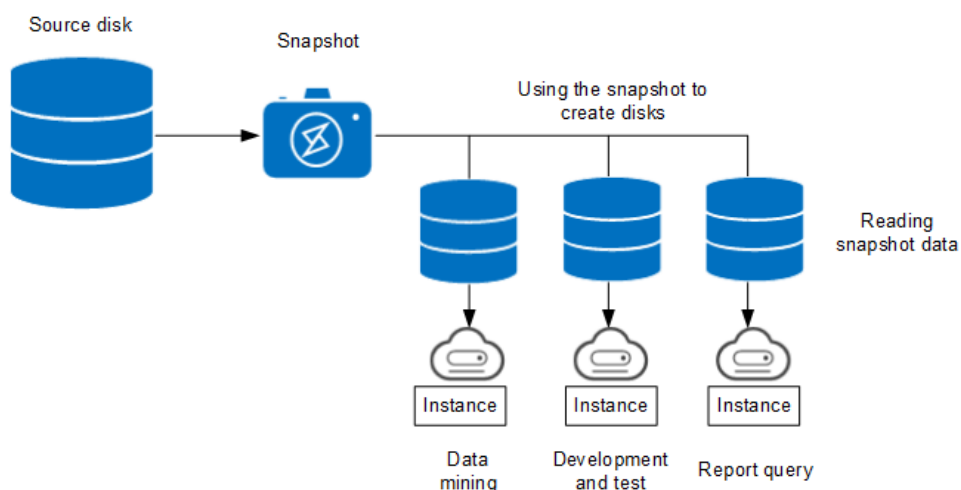 Source disk
Snapshot
Using the snapshot to
create disks
Reading
snapshot data
Instance
Instance
Instance
Data
mining
Development
and test
Report query